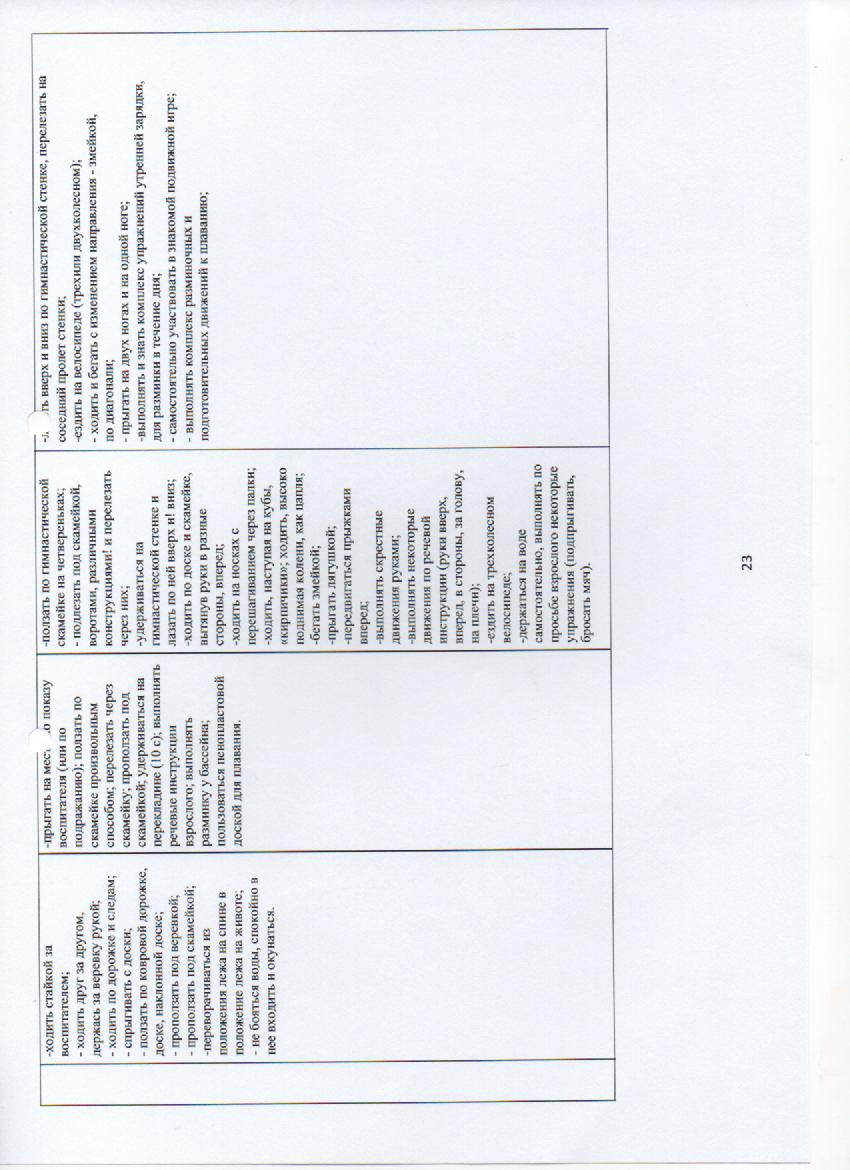 -ходить стайкой за
воспитателем;
- ходить друг за другом,
держась за веревку рукой;
- ходить по дорожке и следам;
- спрыгивать с доски;
- ползать по ковровой дорожке,
доске, наклонной доске;
- проползать под веревкой;
- проползать под скамейкой;
-переворачиваться из
положения лежа на спине в
положение лежа на животе;
- не бояться воды, спокойно в
нее входить и окунаться.
-прыгать на показу
воспитателя (или по
подражанию); ползать по
скамейке произвольным
способом; перелезать через
скамейку; проползать под
скамейкой; удерживаться на
перекладине (10 с); выполнять
речевые инструкции
взрослого; выполнять
разминку у бассейна;
пользоваться пенопластовой
доской для плавания.
-ползать по гимнастической
скамейке на четвереньках;
- подлезать под скамейкой,
воротами, различными
конструкциями! и перелезать
через них;
-удерживаться на
гимнастической стенке и
лазать по ней вверх и! вниз;
-ходить по доске и скамейке,
вытянув руки в разные
стороны, вперед;
-ходить на носках с
перешагиванием через палки;
-ходить, наступая на кубы,
«кирпичики»; ходить, высоко
поднимая колени, как цапля;
-бегать змейкой;
-прыгать лягушкой;
-передвигаться прыжками
вперед;
-выполнять скрестные
движения руками;
-выполнять некоторые
движения по речевой
инструкции (руки вверх,
вперед, в стороны, за голову,
на плечи);
-ездить на трехколесном
велосипеде;
-держаться на воде
самостоятельно, выполнять по
просьбе взрослого некоторые
упражнения (подпрыгивать,
бросать мяч).
вверх и вниз по гимнастической стенке, перелезать на
соседний пролет стенки;
-ездить на велосипеде (трехили двухколесном);
- ходить и бегать с изменением направления - змейкой,
по диагонали;
- прыгать на двух ногах и на одной ноге;
-выполнять и знать комплекс упражнений утренней зарядки,
для разминки в течение дня;
- самостоятельно участвовать в знакомой подвижной игре;
- выполнять комплекс разминочных и
подготовительных движений к плаванию;
23